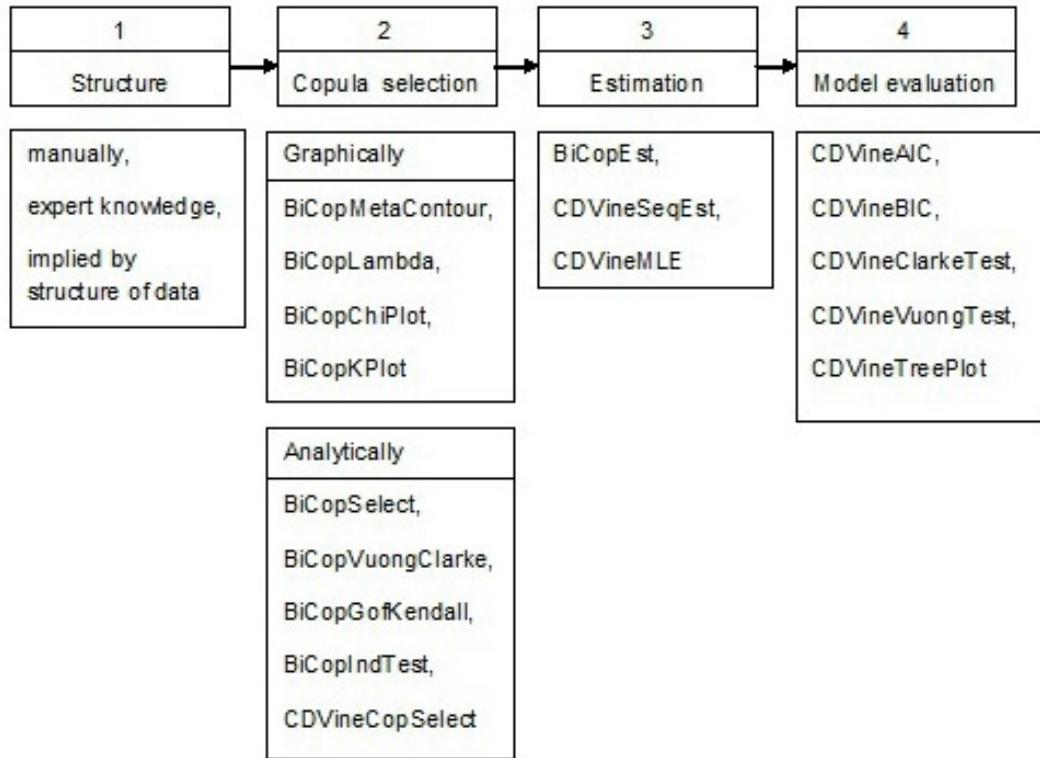 1
Structure
manually,
expert knowledge,
implied by
structure of data
2
Copula selection
Graphically
BiCopMetaContour,
BiCopLambda,
BiCopChiPlot,
BiCopKPlot
Analytically
BiCopSelect,
BiCopVuongClarke,
BiCopGofKendall,
BiCopIndTest,
CDVineCopSelect
3
Estimation
BiCopEst,
CDVineSeqEst,
CDVineMLE
4
Model evaluation
CDVineAIC,
CDVineBIC,
CDVineClarkeTest,
CDVineVuongTest,
CDVineTreePlot